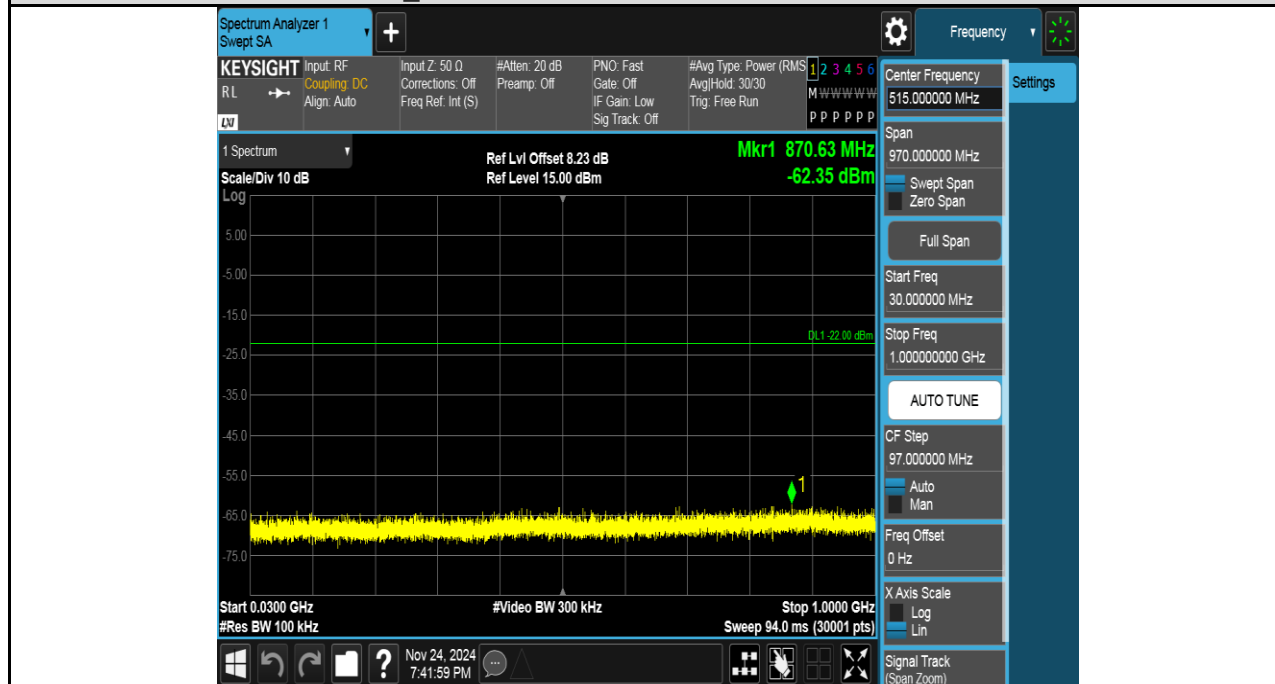 Spectrum Analyzer 1
Swept SA
+
Frequency
KEYSIGHT
RL
LXI
Input: RF
Coupling: DC
Align: Auto
Input Z: 50 Ω
Corrections: Off
Freq Ref: Int (S)
#Atten: 20 dB
Preamp: Off
PNO: Fast
Gate: Off
IF Gain: Low
Sig Track: Off
#Avg Type: Power (RMS
Avg|Hold: 30/30
Trig: Free Run
1 2 3 4 5 6
M W W W W W
P P P P P P
1 Spectrum
Scale/Div 10 dB
Ref Lvl Offset 8.23 dB
Ref Level 15.00 dBm
Mkr1 870.63 MHz
-62.35 dBm
Log
5.00
-5.00
-15.0
-25.0
-35.0
-45.0
-55.0
-65.0
-75.0
DL1 -22.00 dBm
1
Start 0.0300 GHz
#Res BW 100 kHz
#Video BW 300 kHz
Stop 1.0000 GHz
Sweep 94.0 ms (30001 pts)
Nov 24, 2024
7:41:59 PM
?
Center Frequency
515.000000 MHz
Settings
Span
970.000000 MHz
Swept Span
Zero Span
Full Span
Start Freq
30.000000 MHz
Stop Freq
1.000000000 GHz
AUTO TUNE
CF Step
97.000000 MHz
Auto
Man
Freq Offset
0 Hz
X Axis Scale
Log
Lin
Signal Track
(Span Zoom)